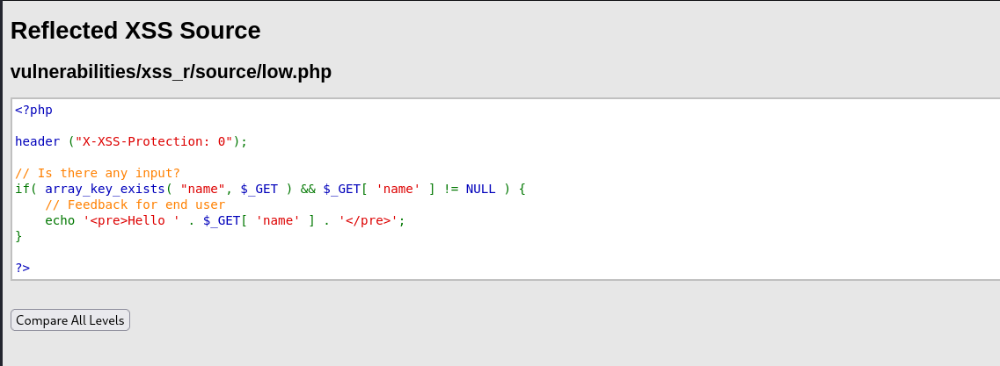 Reflected XSS Source
vulnerabilities/xss_r/source/low.php
<?php
header ("X-XSS-Protection: 0");
// Is there any input?
if( array_key_exists( "name", $_GET ) && $_GET[ 'name' ] != NULL ) {
    // Feedback for end user
    echo '<pre>Hello ' . $_GET[ 'name' ] . '</pre>';
}
?>
Compare All Levels